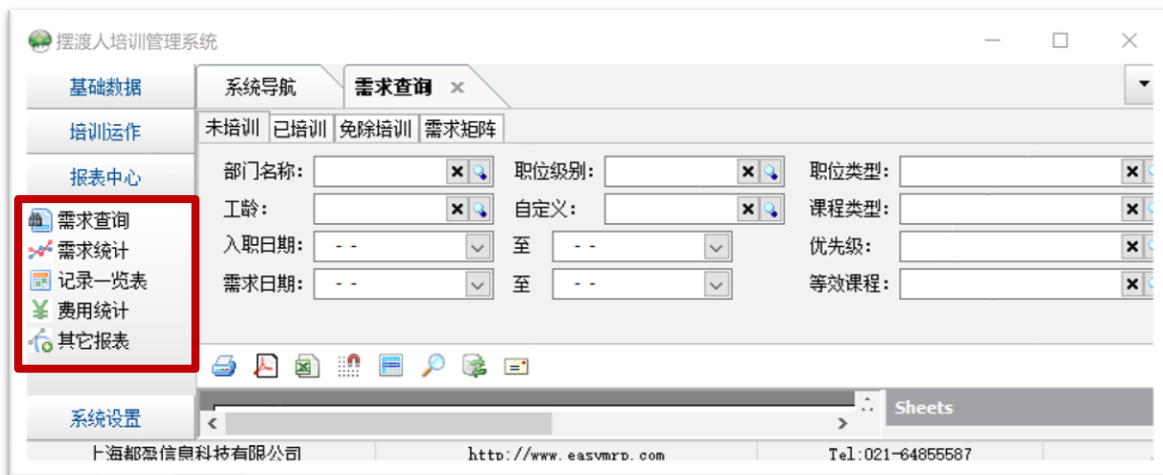 摆渡人培训管理系统
基础数据
系统导航
需求查询
培训运作
未培训 已培训 免除培训 需求矩阵
报表中心
部门名称:
职位级别:
职位类型:
需求查询
工龄:
自定义:
课程类型:
需求统计
入职日期: - - 至 - -
优先级:
记录一览表
需求日期: - - 至 - -
等效课程:
费用统计
其它报表
系统设置
Sheets
上海都盈信息科技有限公司
http://www.easymrp.com
Tel:021-64855587